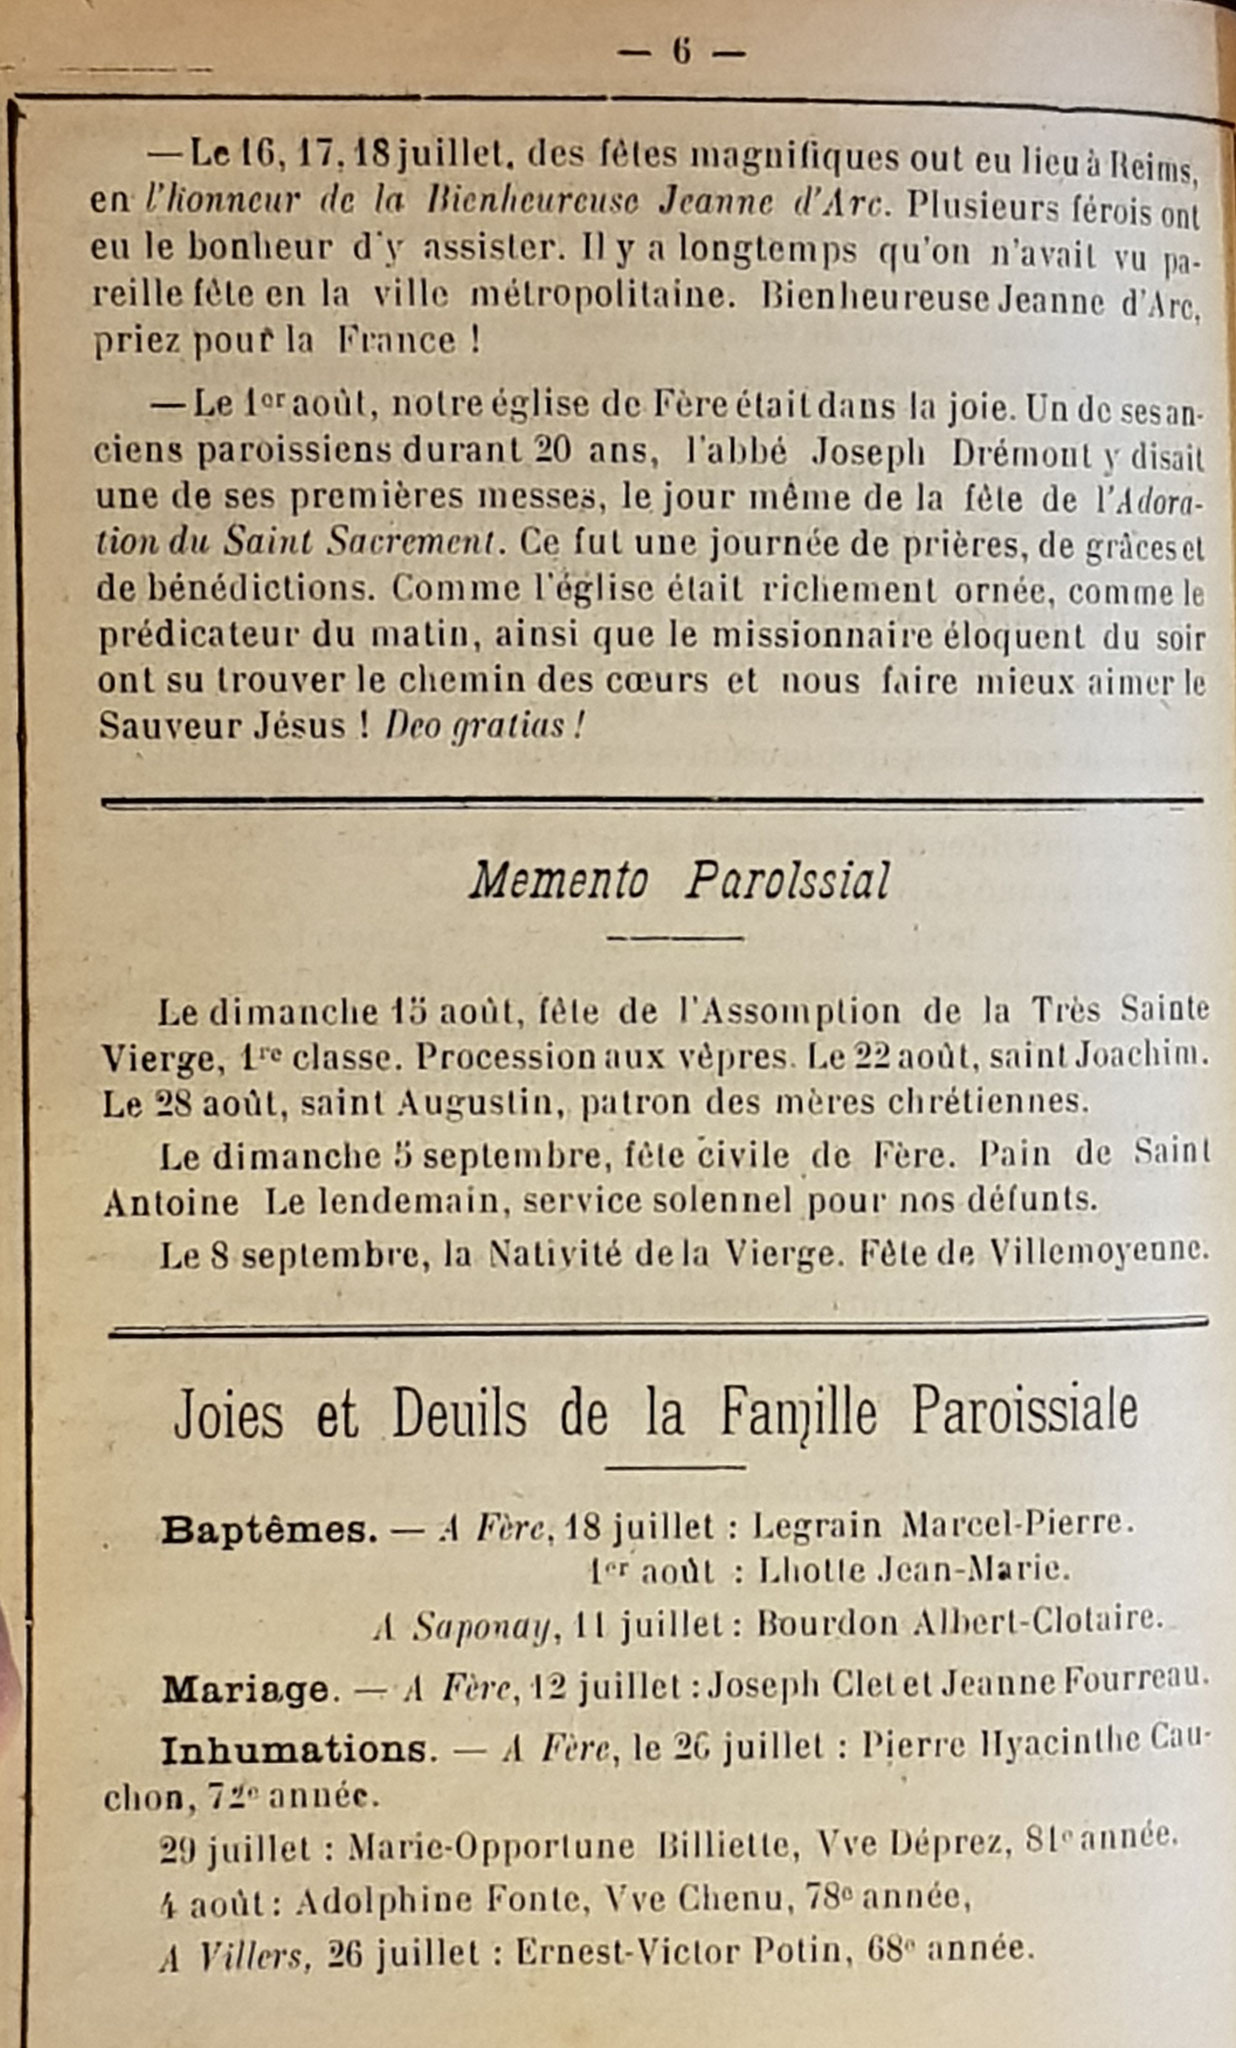 — 6 —
— Le 16, 17, 18 juillet, des fêtes magnifiques out eu lieu à Reims,
en l'honneur de la Bienheureuse Jeanne d'Arc. Plusieurs férois ont
eu le bonheur d'y assister. Il y a longtemps qu'on n'avait vu pa-
reille fête en la ville métropolitaine. Bienheureuse Jeanne d'Arc,
priez pour la France !
— Le 1er août, notre église de Fère était dans la joie. Un de ses an-
ciens paroissiens durant 20 ans, l'abbé Joseph Drémont y disait
une de ses premières messes, le jour même de la fête de l'Adora-
tion du Saint Sacrement. Ce fut une journée de prières, de grâces et
de bénédictions. Comme l'église était richement ornée, comme le
prédicateur du matin, ainsi que le missionnaire éloquent du soir
ont su trouver le chemin des cœurs et nous faire mieux aimer le
Sauveur Jésus ! Deo gratias !
Memento Parolssial
Le dimanche 15 août, fête de l'Assomption de la Très Sainte
Vierge, 1re classe. Procession aux vêpres. Le 22 août, saint Joachim.
Le 28 août, saint Augustin, patron des mères chrétiennes.
Le dimanche 5 septembre, fête civile de Fère. Pain de Saint
Antoine Le lendemain, service solennel pour nos défunts.
Le 8 septembre, la Nativité de la Vierge. Fête de Villemoyenne.
Joies et Deuils de la Famille Paroissiale
Baptêmes. — A Fère, 18 juillet : Legrain Marcel-Pierre.
1er août : Lhotte Jean-Marie.
A Saponay, 11 juillet : Bourdon Albert-Clotaire.
Mariage. — A Fère, 12 juillet : Joseph Clet et Jeanne Fourreau.
Inhumations. — A Fère, le 26 juillet : Pierre Hyacinthe Cau-
chon, 72e année.
29 juillet : Marie-Opportune Billiette, Vve Déprez, 81e année.
4 août : Adolphine Fonte, Vve Chenu, 78e année,
A Villers, 26 juillet : Ernest-Victor Potin, 68e année.